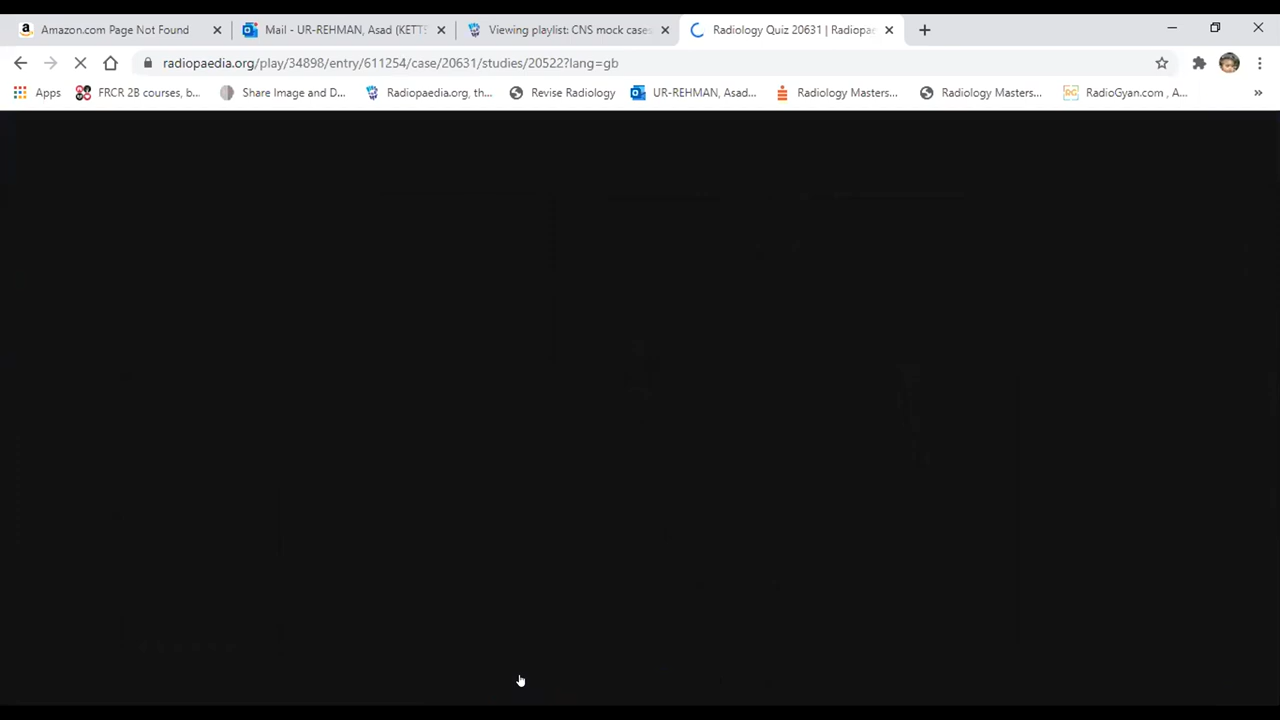 Amazon.com Page Not Found
Mail - UR-REHMAN, Asad (KETT
Viewing playlist: CNS mock cases
Radiology Quiz 20631 | Radiopae
radiopaedia.org/play/34898/entry/611254/case/20631/studies/20522?lang=gb
Apps
FRCR 2B courses, b...
Share Image and D...
Radiopaedia.org, th...
Revise Radiology
UR-REHMAN, Asad...
Radiology Masters...
Radiology Masters...
RadioGyan.com , A...
»